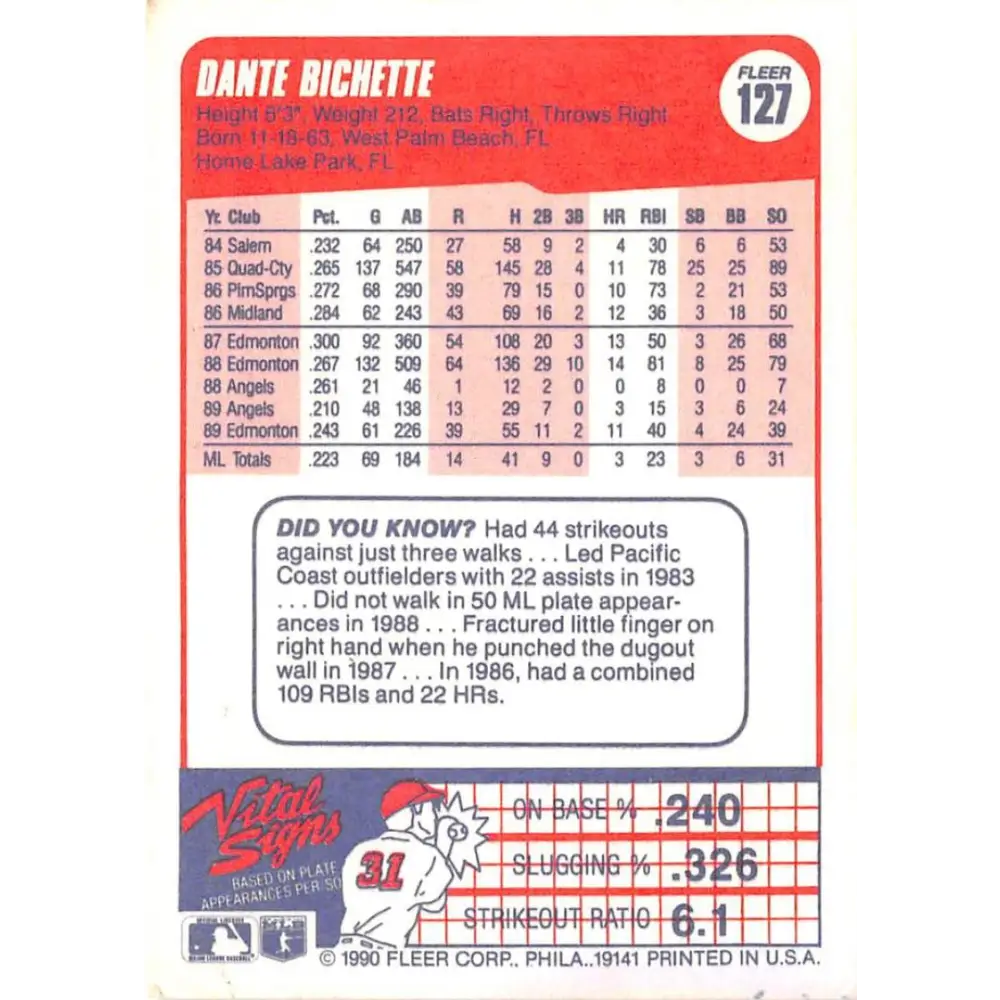 DANTE BICHETTE
FLEER
127
Height 6'3", Weight 212, Bats Right, Throws Right
Born 11-18-63, West Palm Beach, FL
Home Lake Park, FL
Yr. Club Pct. G AB R H 2B 3B HR RBI SB BB SO
84 Salem .232 64 250 27 58 9 2 4 30 6 6 53
85 Quad-Cty .265 137 547 58 145 28 4 11 78 25 25 89
86 PlmSprgs .272 68 290 39 79 15 0 10 73 2 21 53
86 Midland .284 62 243 43 69 16 2 12 36 3 18 50
87 Edmonton .300 92 360 54 108 20 3 13 50 3 26 68
88 Edmonton .267 132 509 64 136 29 10 14 81 8 25 79
88 Angels .261 21 46 1 12 2 0 0 8 0 0 7
89 Angels .210 48 138 13 29 7 0 3 15 3 6 24
89 Edmonton .243 61 226 39 55 11 2 11 40 4 24 39
ML Totals .223 69 184 14 41 9 0 3 23 3 6 31
DID YOU KNOW? Had 44 strikeouts
against just three walks . . . Led Pacific
Coast outfielders with 22 assists in 1983
. . . Did not walk in 50 ML plate appear-
ances in 1988 . . . Fractured little finger on
right hand when he punched the dugout
wall in 1987 . . . In 1986, had a combined
109 RBIs and 22 HRs.
Vital
Signs
BASED ON PLATE
APPEARANCES PER SO
31
ON BASE % .240
SLUGGING % .326
STRIKEOUT RATIO 6.1
© 1990 FLEER CORP., PHILA..19141 PRINTED IN U.S.A.